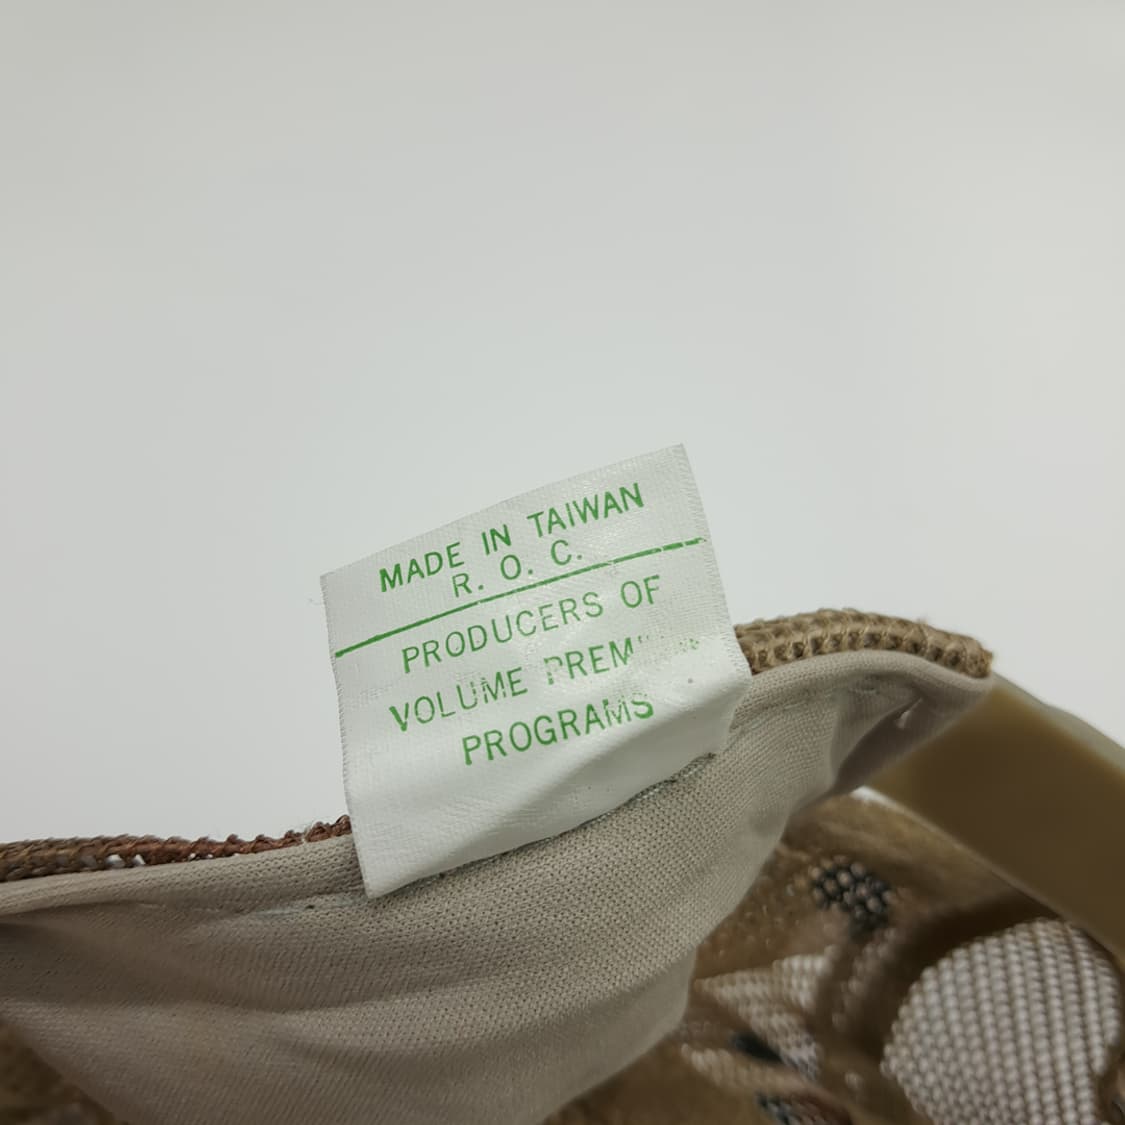 MADE IN TAIWAN
R. O. C.
PRODUCERS OF
VOLUME
PROGRAMS